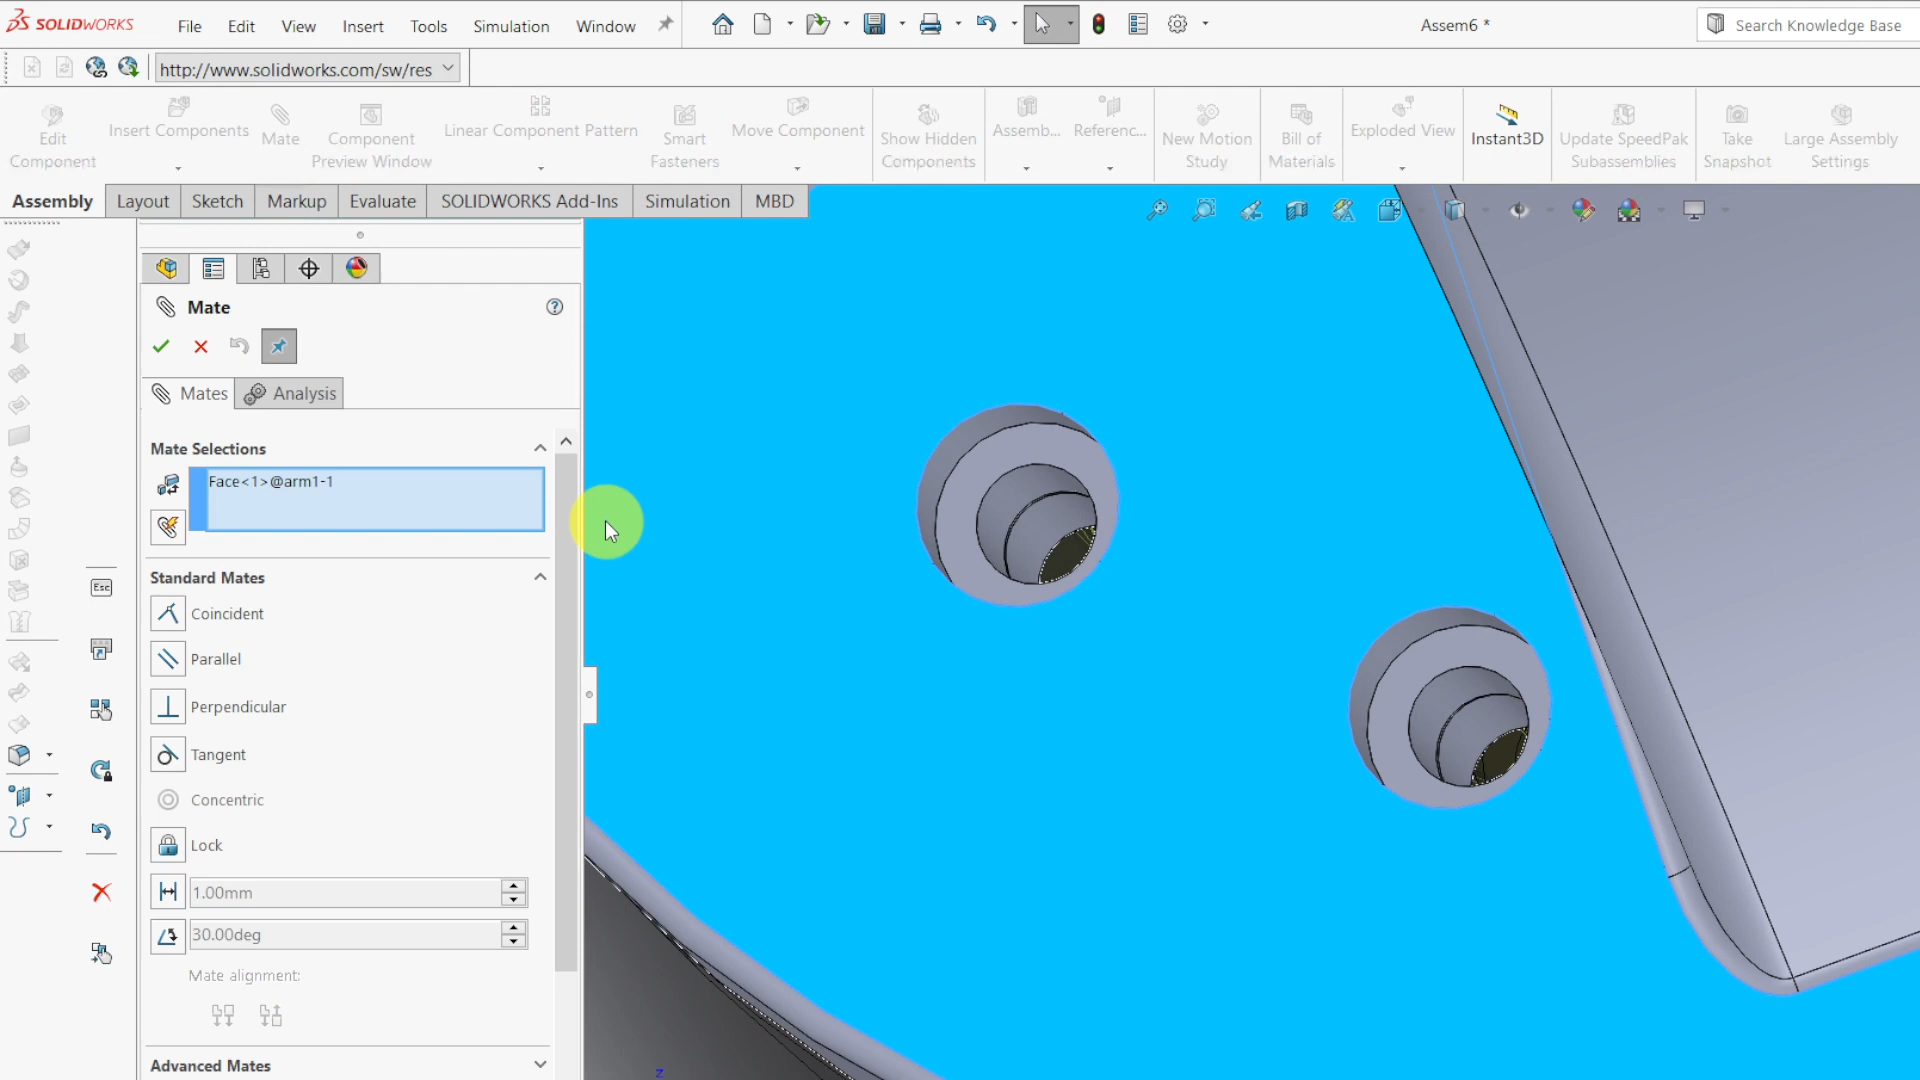 SOLIDWORKS File Edit View Insert Tools Simulation Window Assem6 * Search Knowledge Base
http://www.solidworks.com/sw/res
Edit
Component
Insert Components
Mate
Component
Preview Window
Linear Component Pattern
Smart
Fasteners
Move Component
Show Hidden
Components
Assemb...
Referenc...
New Motion
Study
Bill of
Materials
Exploded View
Instant3D
Update SpeedPak
Subassemblies
Take
Snapshot
Large Assembly
Settings
Assembly Layout Sketch Markup Evaluate SOLIDWORKS Add-Ins Simulation MBD
Mate
Mates Analysis
Mate Selections
Face<1>@arm1-1
Standard Mates
Coincident
Esc
Parallel
Perpendicular
Tangent
Concentric
Lock
1.00mm
30.00deg
Mate alignment:
Advanced Mates
z